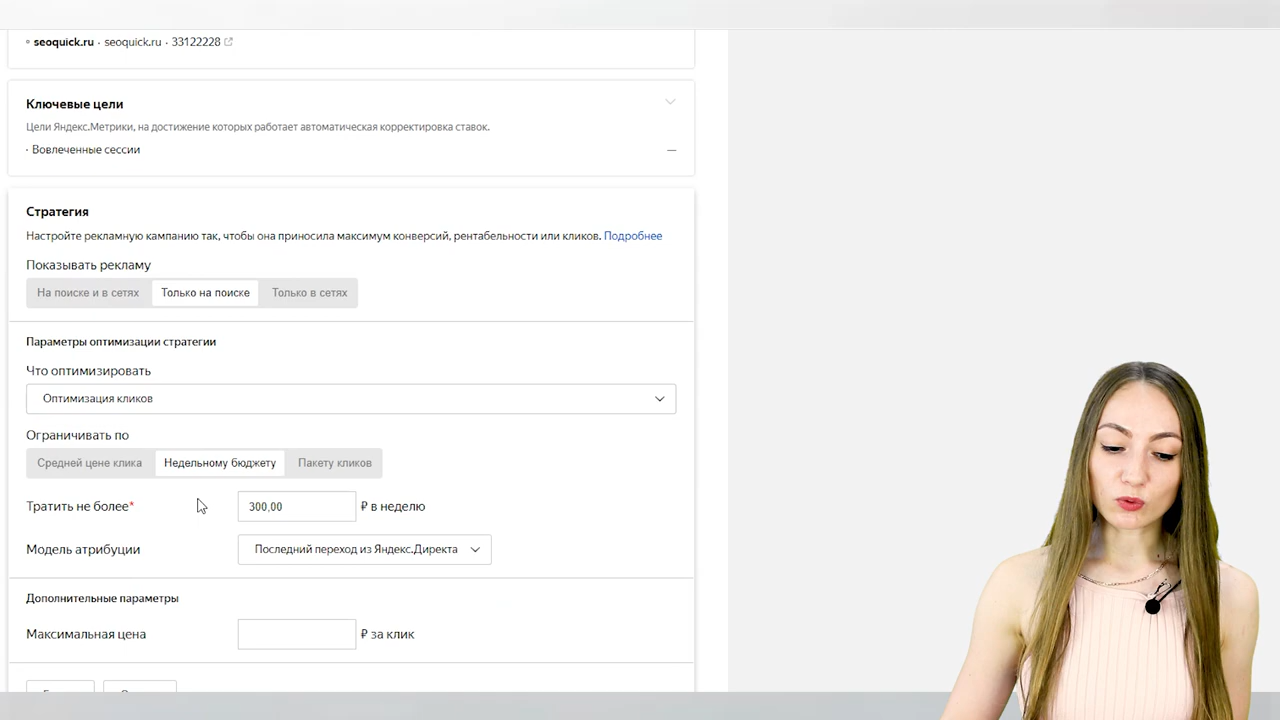 seoquick.ru · seoquick.ru · 33122228
Ключевые цели
Цели Яндекс.Метрики, на достижение которых работает автоматическая корректировка ставок.
· Вовлеченные сессии —
Стратегия
Настройте рекламную кампанию так, чтобы она приносила максимум конверсий, рентабельности или кликов. Подробнее
Показывать рекламу
На поиске и в сетях Только на поиске Только в сетях
Параметры оптимизации стратегии
Что оптимизировать
Оптимизация кликов
Ограничивать по
Средней цене клика Недельному бюджету Пакету кликов
Тратить не более* 300,00 ₽ в неделю
Модель атрибуции Последний переход из Яндекс.Директа
Дополнительные параметры
Максимальная цена ₽ за клик